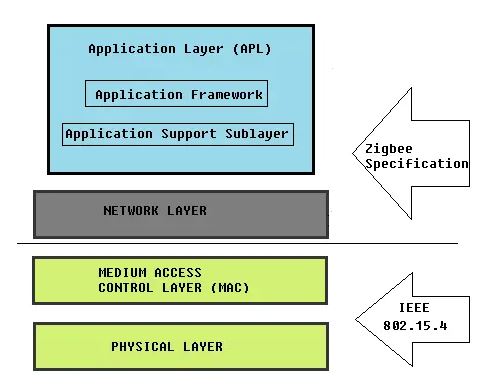 Application Layer (APL)
Application Framework
Application Support Sublayer
Zigbee
Specification
NETWORK LAYER
MEDIUM ACCESS
CONTROL LAYER (MAC)
IEEE
802.15.4
PHYSICAL LAYER